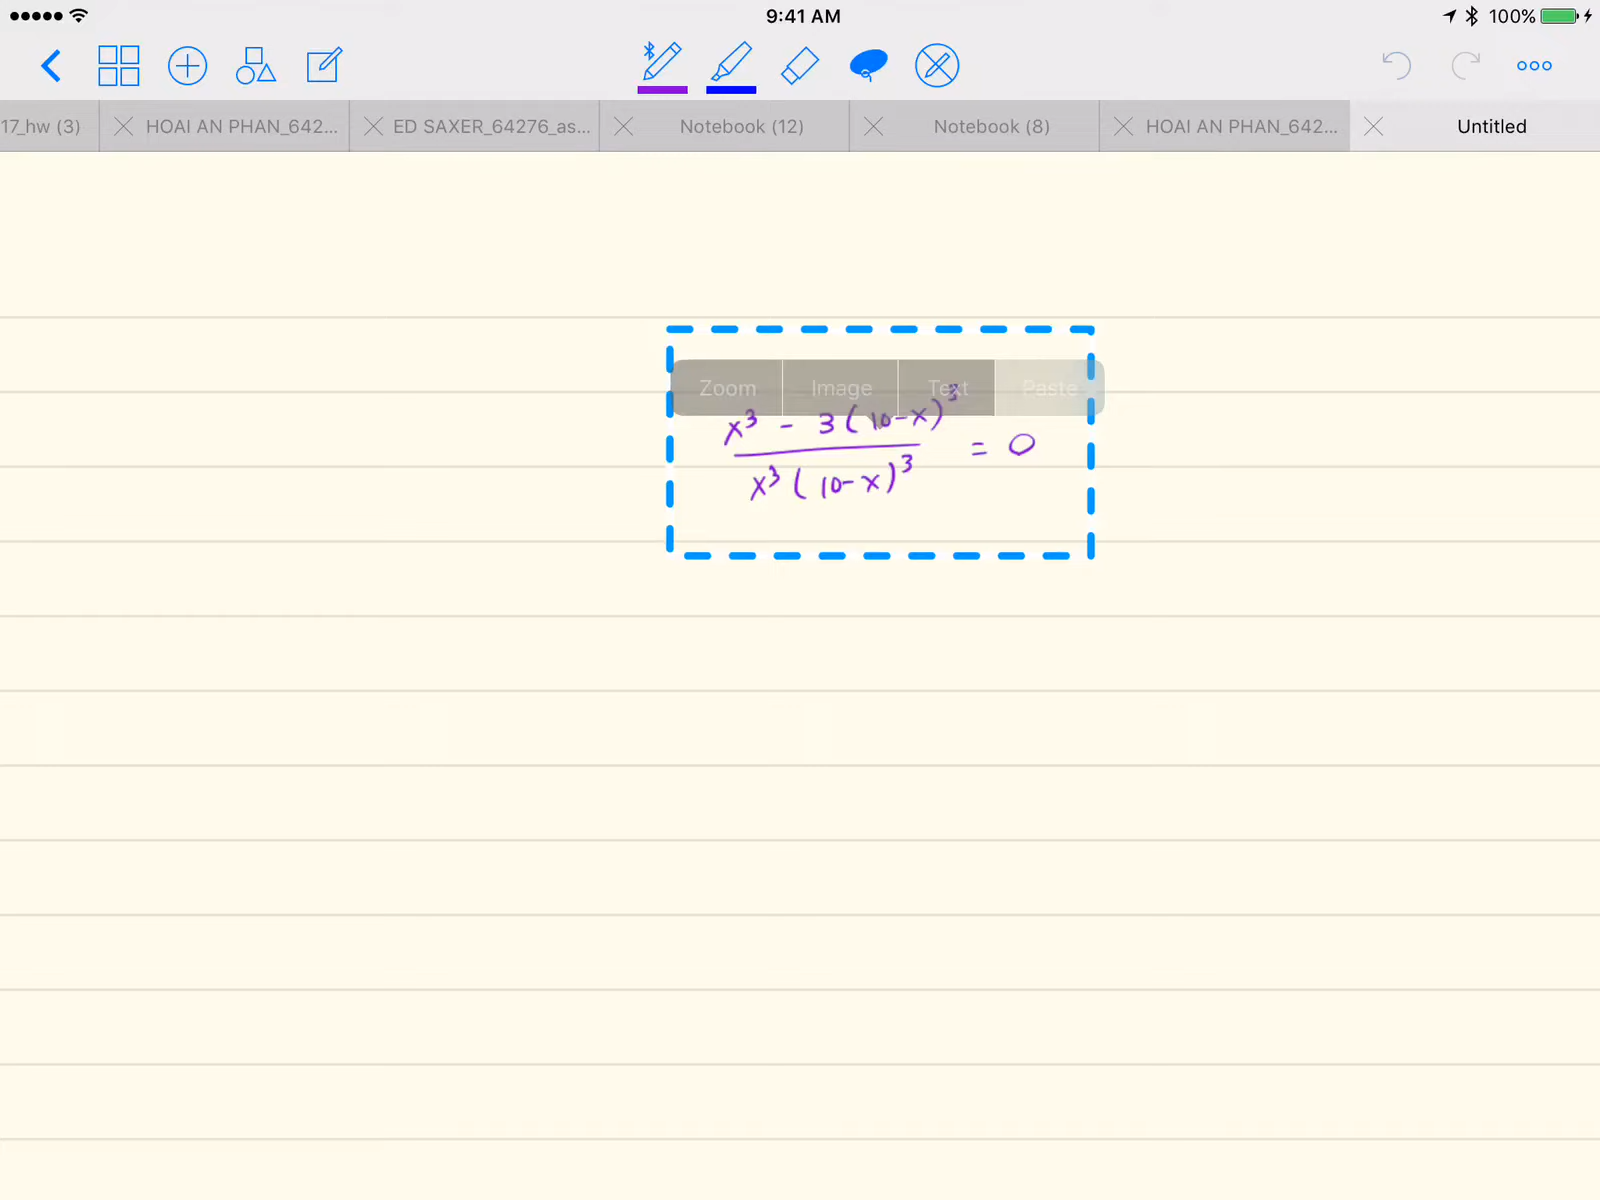 9:41 AM
100%
17_hw (3)
HOAI AN PHAN_642...
ED SAXER_64276_as...
Notebook (12)
Notebook (8)
HOAI AN PHAN_642...
Untitled
Zoom Image Text Paste
x³ - 3(10-x)³
x³(10-x)³
= 0